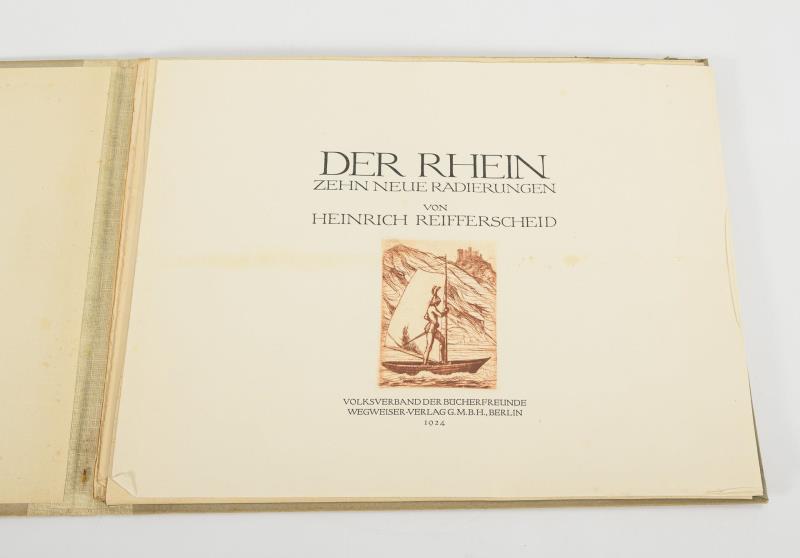 DER RHEIN
ZEHN NEUE RADIERUNGEN
VON
HEINRICH REIFFERSCHEID
VOLKSVERBAND DER BÜCHERFREUNDE
WEGWEISER-VERLAG G.M.B.H., BERLIN
1924